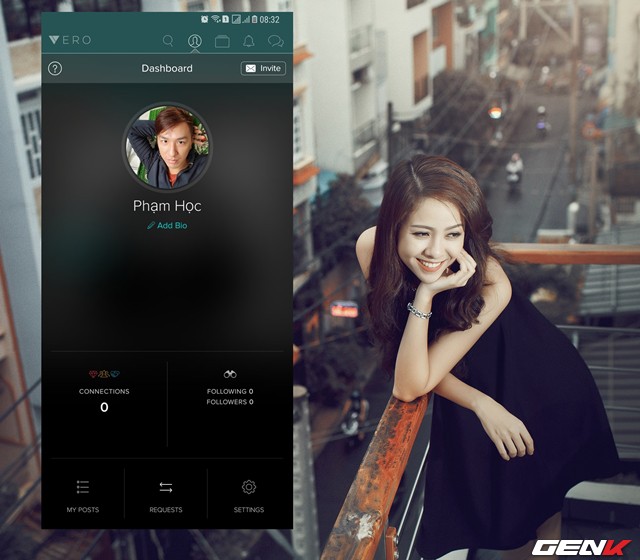 08:32
VERO
?
Dashboard
Invite
Phạm Học
Add Bio
CONNECTIONS
0
FOLLOWING 0
FOLLOWERS 0
MY POSTS
REQUESTS
SETTINGS
GENK